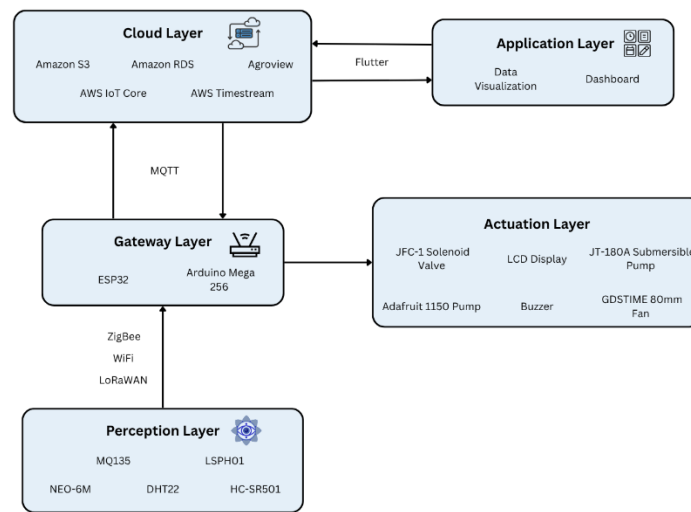 Cloud Layer
Amazon S3
Amazon RDS
Agroview
AWS IoT Core
AWS Timestream
Flutter
Application Layer
Data
Visualization
Dashboard
MQTT
Gateway Layer
ESP32
Arduino Mega
256
Actuation Layer
JFC-1 Solenoid
Valve
LCD Display
JT-180A Submersible
Pump
Adafruit 1150 Pump
Buzzer
GDSTIME 80mm
Fan
ZigBee
WiFi
LoRaWAN
Perception Layer
MQ135
LSPH01
NEO-6M
DHT22
HC-SR501